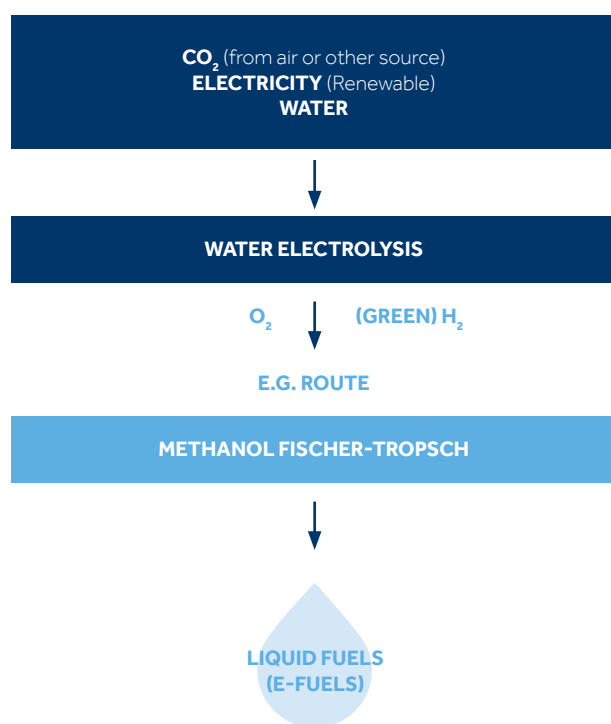 CO₂ (from air or other source)
ELECTRICITY (Renewable)
WATER
WATER ELECTROLYSIS
O₂ (GREEN) H₂
E.G. ROUTE
METHANOL FISCHER-TROPSCH
LIQUID FUELS
(E-FUELS)